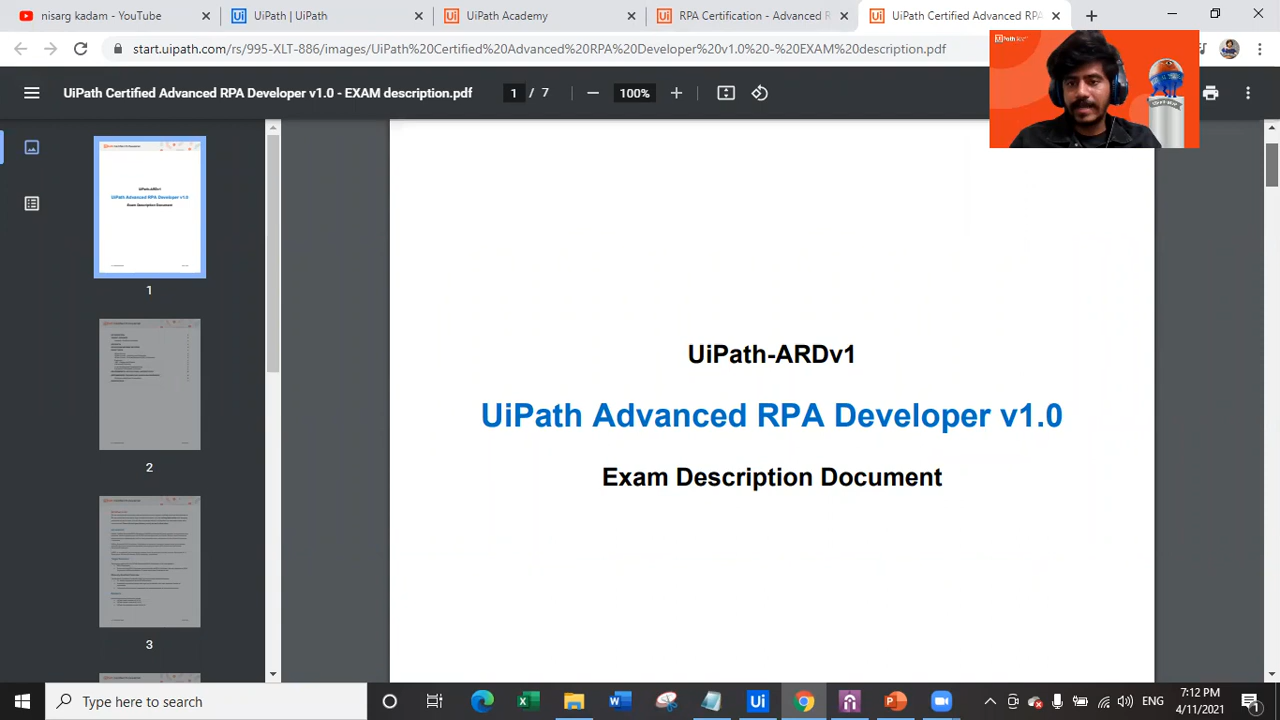 nisarg kadam - YouTube
UiPath | UiPath
UiPath Academy
RPA Certification - Advanced R
UiPath Certified Advanced RPA
start.uipath.com/rs/995-XLT
UiPath%20Certified%20Advanced%20RPA%20Developer%20v1.0%20-%20EXAM%20description.pdf
UiPath Certified Advanced RPA Developer v1.0 - EXAM description.pdf
1 / 7
100%
1
2
3
UiPath-ARDv1
UiPath Advanced RPA Developer v1.0
Exam Description Document
Type here to search
ENG
7:12 PM
4/11/2021